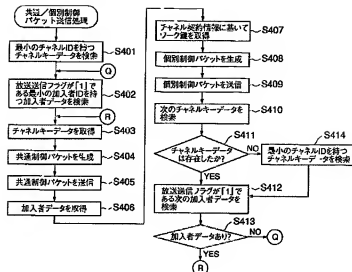 共通／個別制御
パケット送信処理
最小のチャネルIDを持つ
チャネルキーデータを検索
S401
Q
放送送信フラグが「1」で
ある最小の加入者IDを持
つ加入者データを検索
S402
R
チャネルキーデータを取得
S403
共通制御パケットを生成
S404
共通制御パケットを送信
S405
加入者データを取得
S406
チャネル契約情報に基いて
ワーク鍵を取得
S407
個別制御パケットを生成
S408
個別制御パケットを送信
S409
次のチャネルキーデータを
検索
S410
S411
チャネルキーデータ
は存在したか?
NO
S414
最小のチャネルIDを持つ
チャネルキーデータを検索
YES
放送送信フラグが「1」で
ある次の加入者データを
検索
S412
S413
加入者データあり?
NO
Q
YES
R